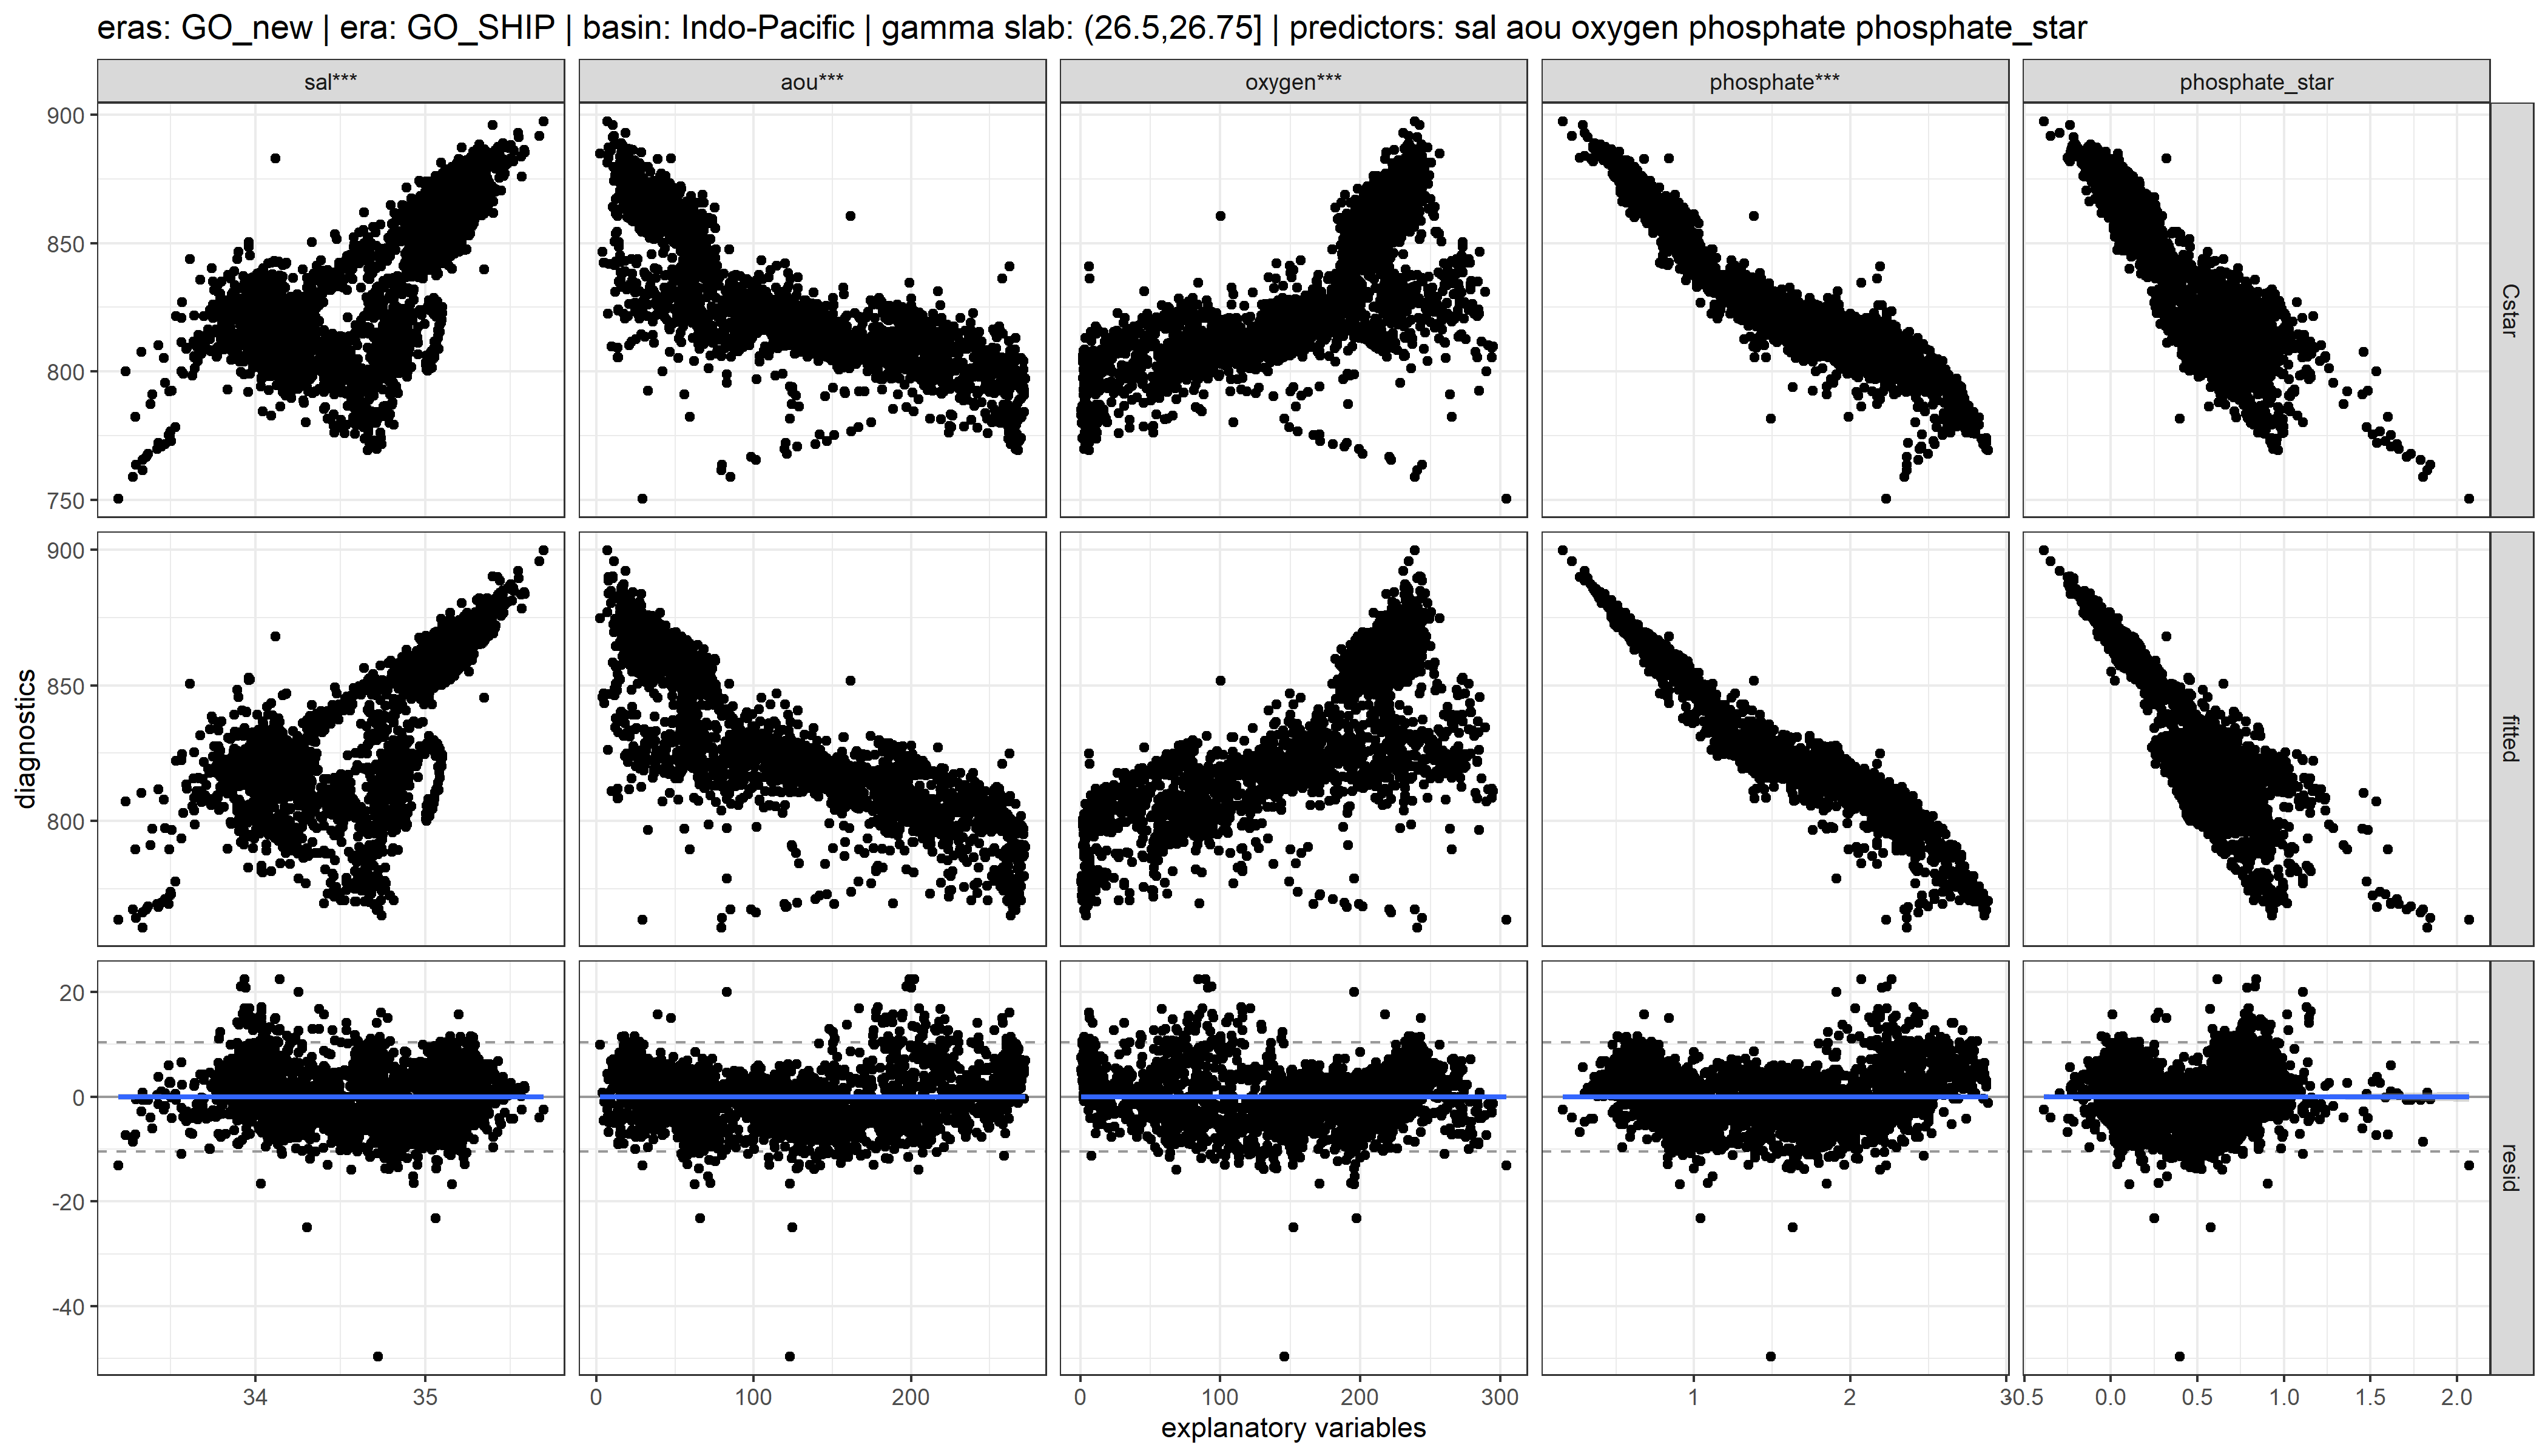 eras: GO_new | era: GO_SHIP | basin: Indo-Pacific | gamma slab: (26.5,26.75] | predictors: sal aou oxygen phosphate phosphate_star
sal*** aou*** oxygen*** phosphate*** phosphate_star
900
850
800
750
Cstar
900
850
800
fitted
diagnostics
20
0
-20
-40
resid
34 35 0 100 200 0 100 200 300 1 2 3 -0.5 0.0 0.5 1.0 1.5 2.0
explanatory variables